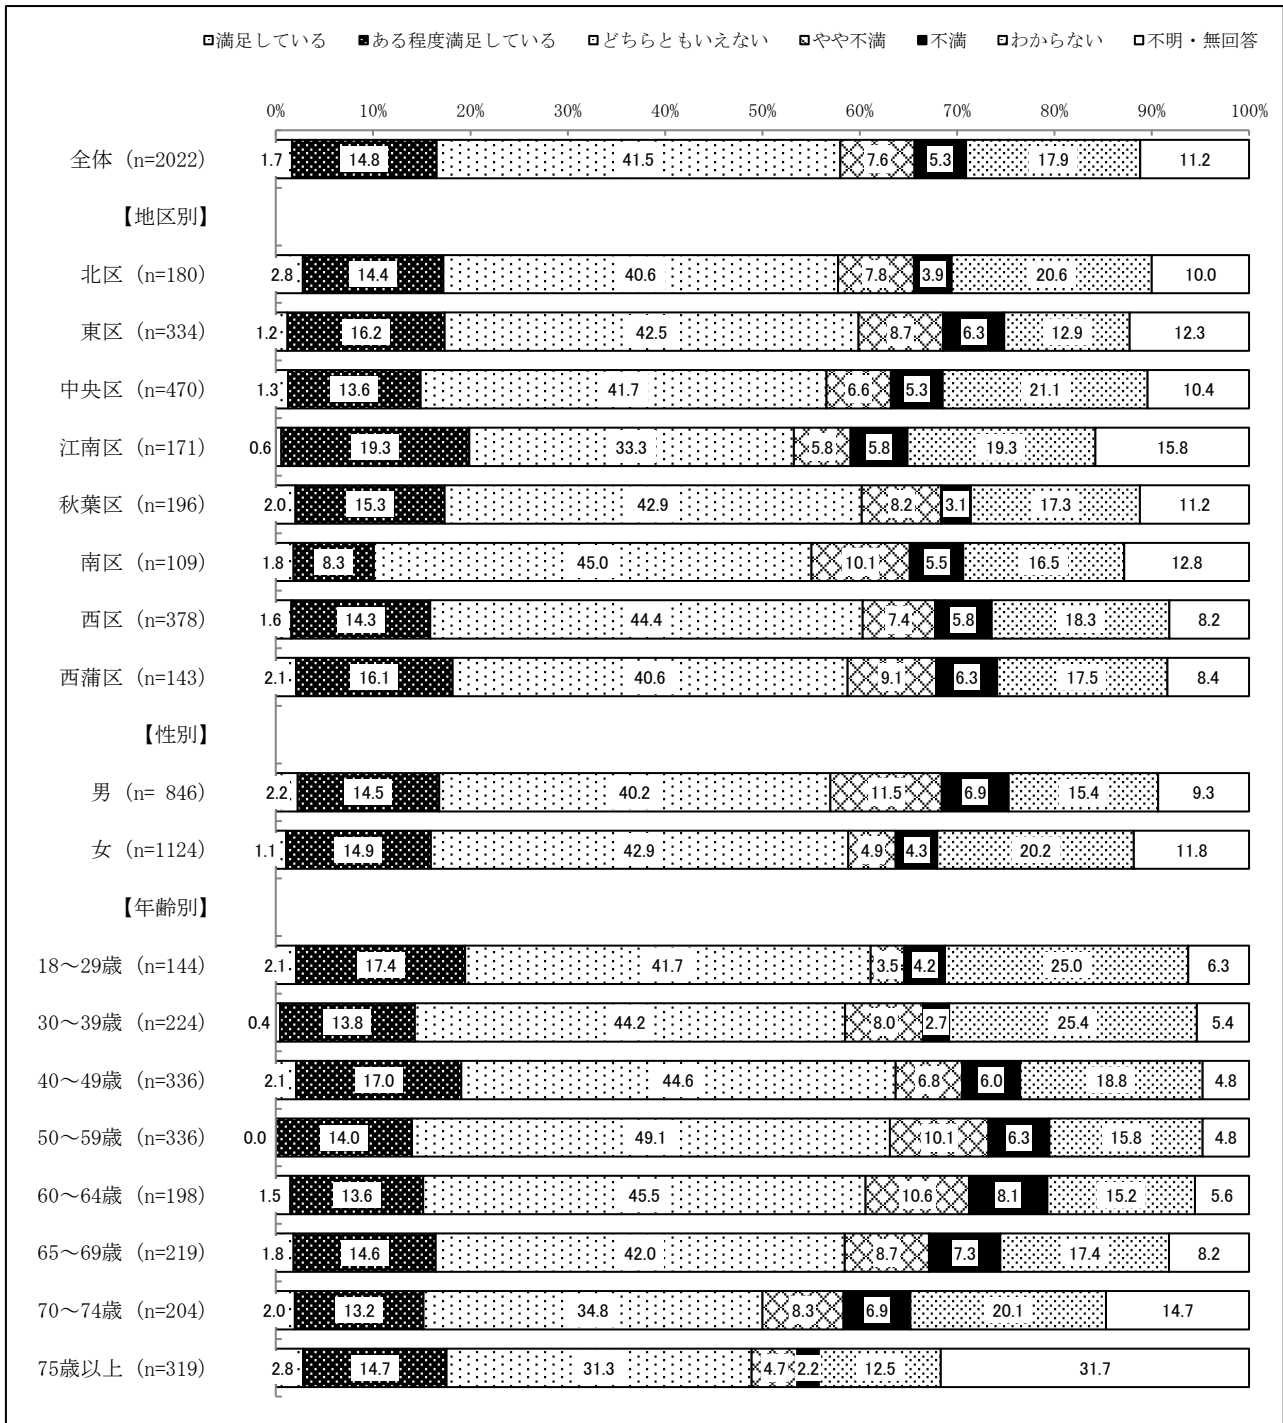 満足している ある程度満足している どちらともいえない やや不満 不満 わからない 不明・無回答
0% 10% 20% 30% 40% 50% 60% 70% 80% 90% 100%
全体 (n=2022) 1.7 14.8 41.5 7.6 5.3 17.9 11.2
【地区別】
北区 (n=180) 2.8 14.4 40.6 7.8 3.9 20.6 10.0
東区 (n=334) 1.2 16.2 42.5 8.7 6.3 12.9 12.3
中央区 (n=470) 1.3 13.6 41.7 6.6 5.3 21.1 10.4
江南区 (n=171) 0.6 19.3 33.3 5.8 5.8 19.3 15.8
秋葉区 (n=196) 2.0 15.3 42.9 8.2 3.1 17.3 11.2
南区 (n=109) 1.8 8.3 45.0 10.1 5.5 16.5 12.8
西区 (n=378) 1.6 14.3 44.4 7.4 5.8 18.3 8.2
西蒲区 (n=143) 2.1 16.1 40.6 9.1 6.3 17.5 8.4
【性別】
男 (n= 846) 2.2 14.5 40.2 11.5 6.9 15.4 9.3
女 (n=1124) 1.1 14.9 42.9 4.9 4.3 20.2 11.8
【年齢別】
18～29歳 (n=144) 2.1 17.4 41.7 3.5 4.2 25.0 6.3
30～39歳 (n=224) 0.4 13.8 44.2 8.0 2.7 25.4 5.4
40～49歳 (n=336) 2.1 17.0 44.6 6.8 6.0 18.8 4.8
50～59歳 (n=336) 0.0 14.0 49.1 10.1 6.3 15.8 4.8
60～64歳 (n=198) 1.5 13.6 45.5 10.6 8.1 15.2 5.6
65～69歳 (n=219) 1.8 14.6 42.0 8.7 7.3 17.4 8.2
70～74歳 (n=204) 2.0 13.2 34.8 8.3 6.9 20.1 14.7
75歳以上 (n=319) 2.8 14.7 31.3 4.7 2.2 12.5 31.7